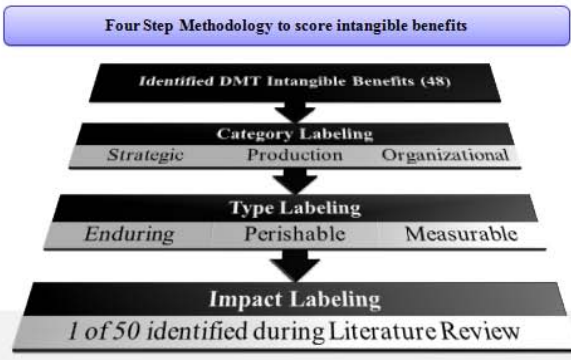 Four Step Methodology to score intangible benefits
Identified DMT Intangible Benefits (48)
Category Labeling
Strategic Production Organizational
Type Labeling
Enduring Perishable Measurable
Impact Labeling
1 of 50 identified during Literature Review